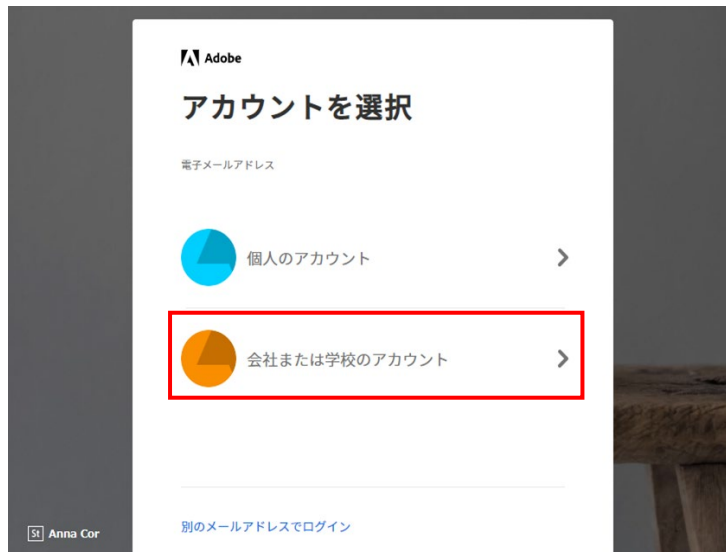 Adobe
アカウントを選択
電子メールアドレス
個人のアカウント
会社または学校のアカウント
別のメールアドレスでログイン
St Anna Cor